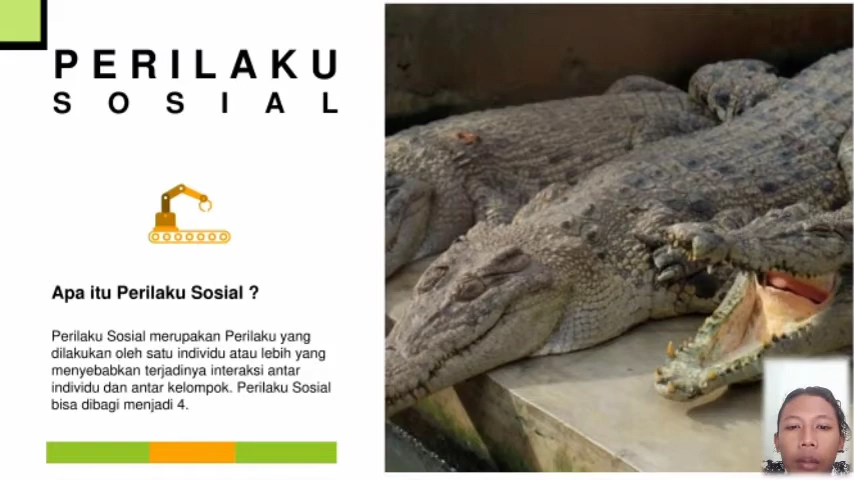 PERILAKU
SOSIAL
Apa itu Perilaku Sosial ?
Perilaku Sosial merupakan Perilaku yang
dilakukan oleh satu individu atau lebih yang
menyebabkan terjadinya interaksi antar
individu dan antar kelompok. Perilaku Sosial
bisa dibagi menjadi 4.